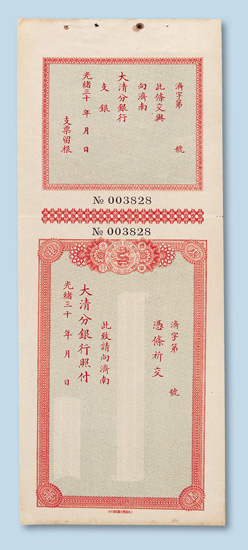 濟字第 號
此條交與
向濟南
大清分銀行
支銀
光緒三十 年 月 日
支票留根
№ 003828
№ 003828
濟字第 號
憑條祈交
此致請向濟南
大清分銀行照付
光緒三十 年 月 日